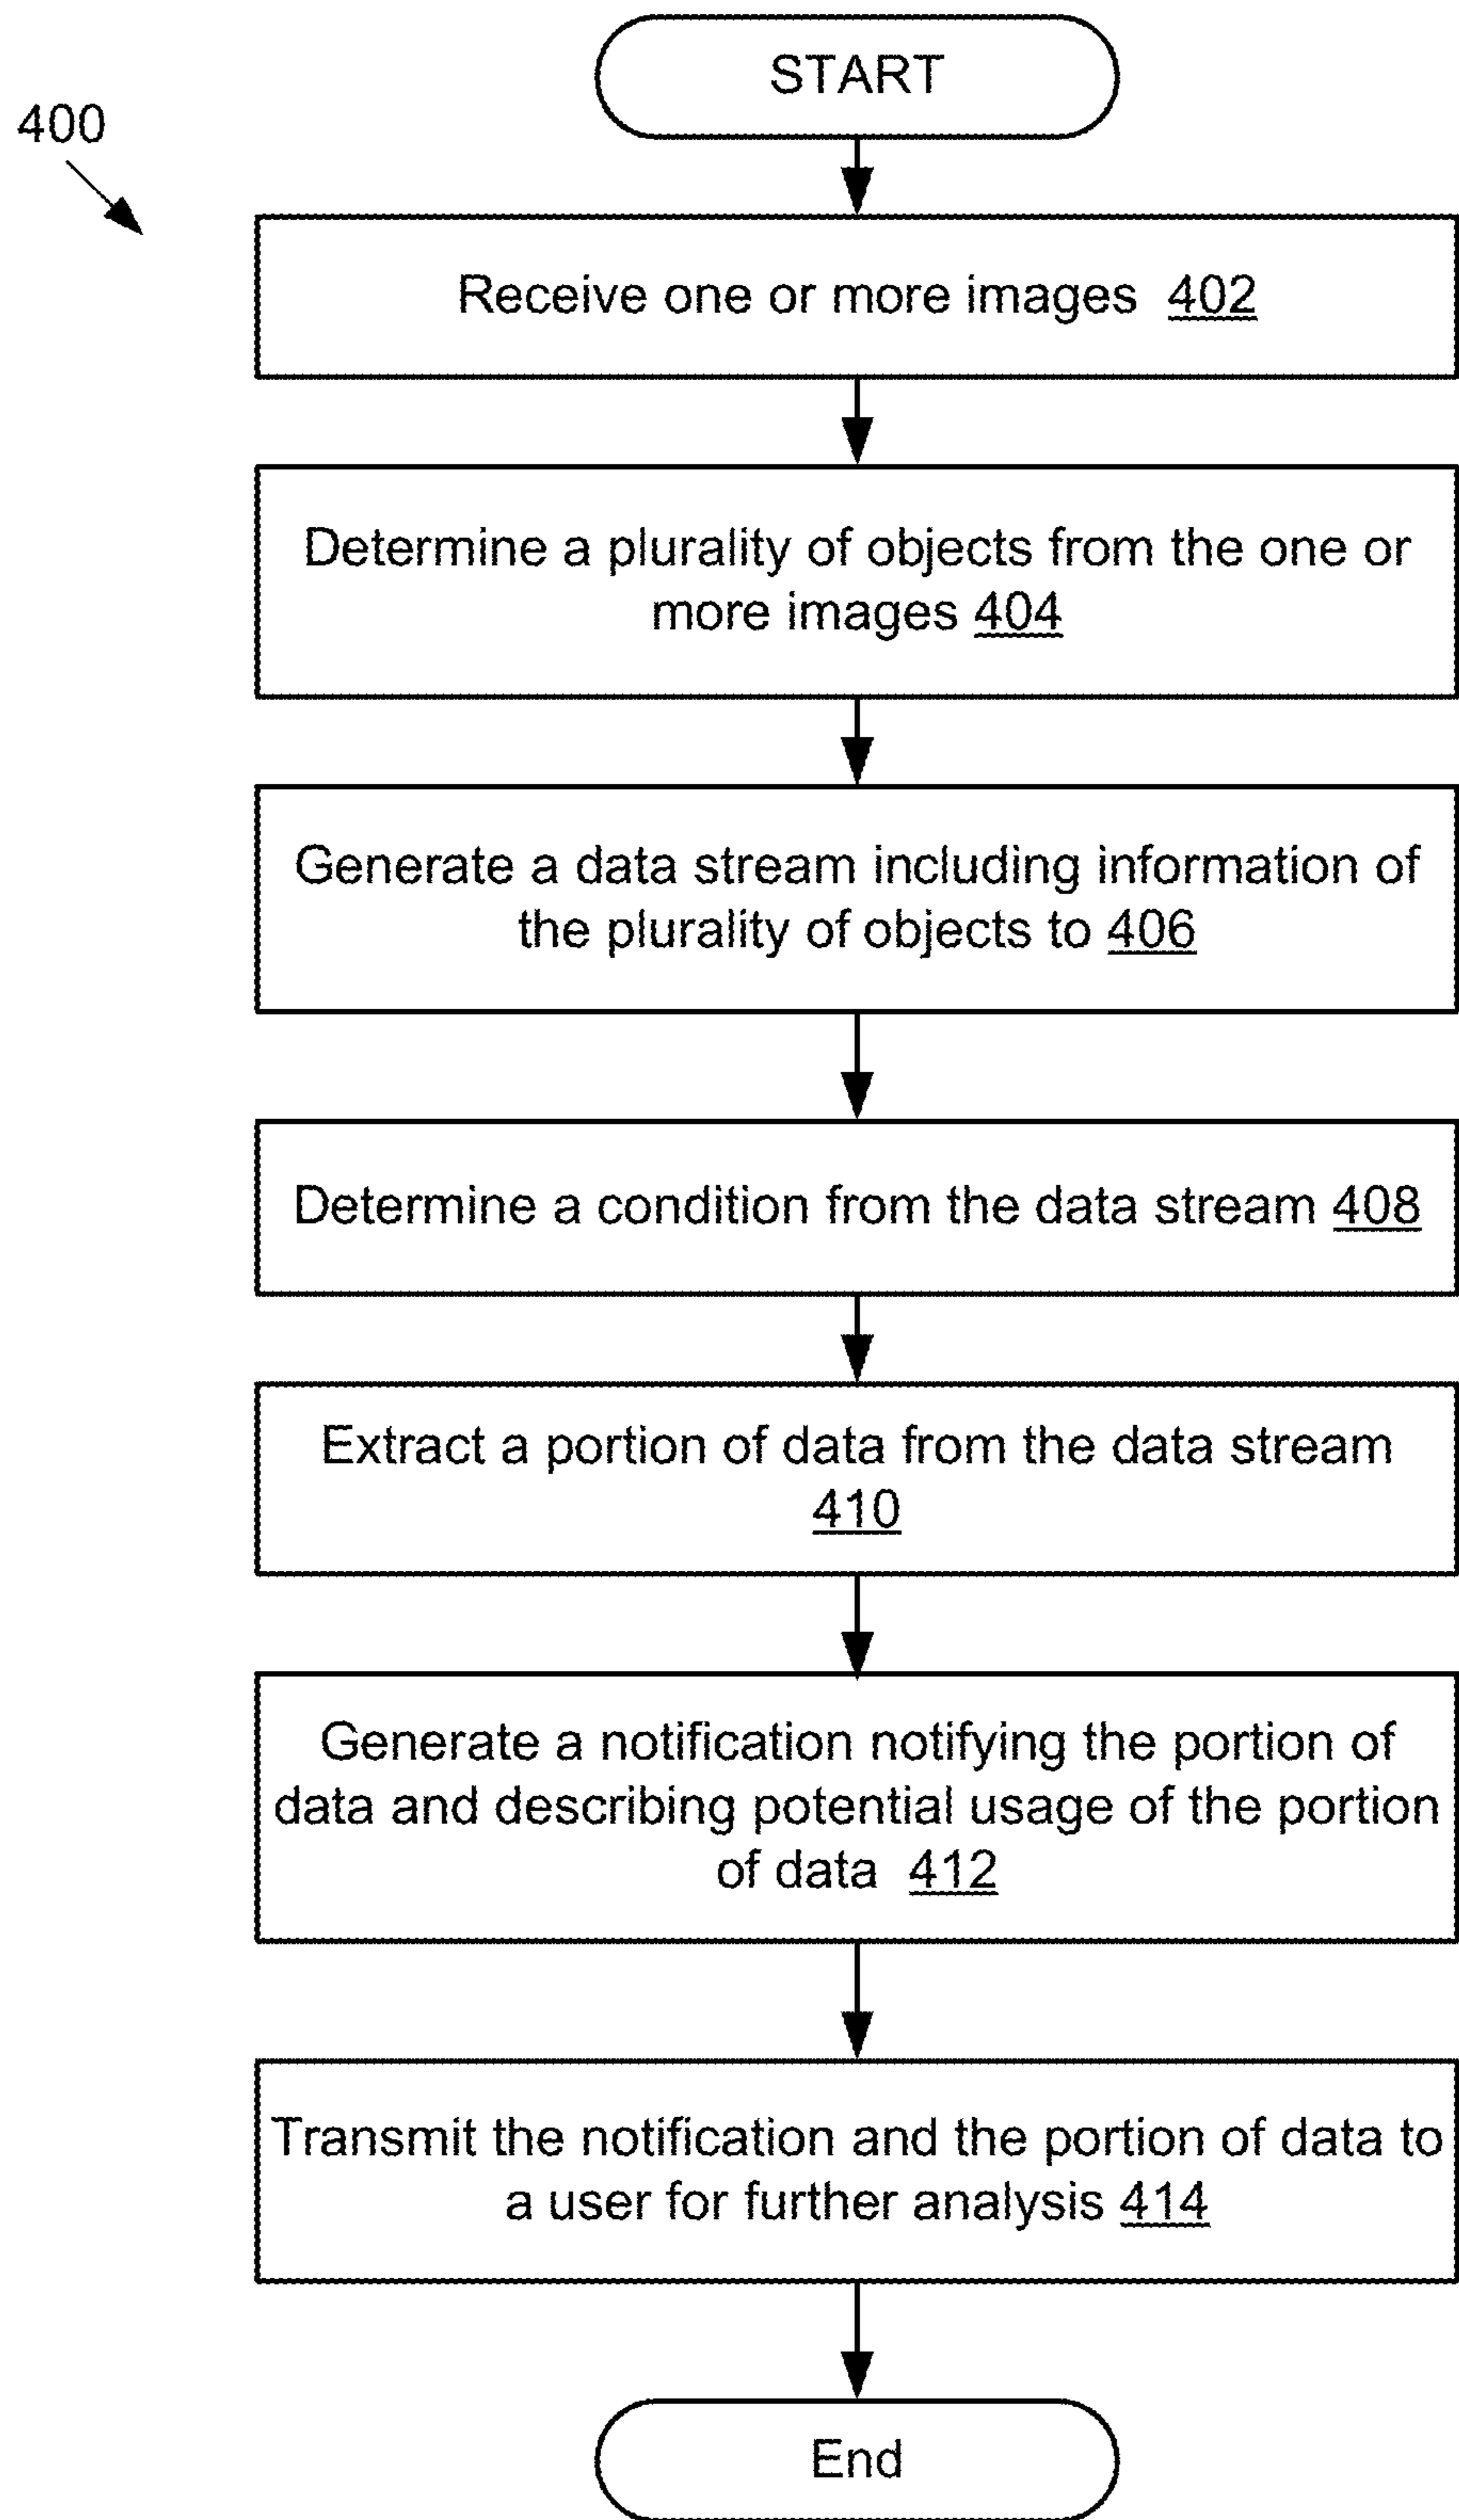 START
400
Receive one or more images 402
Determine a plurality of objects from the one or
more images 404
Generate a data stream including information of
the plurality of objects to 406
Determine a condition from the data stream 408
Extract a portion of data from the data stream
410
Generate a notification notifying the portion of
data and describing potential usage of the portion
of data 412
Transmit the notification and the portion of data to
a user for further analysis 414
End